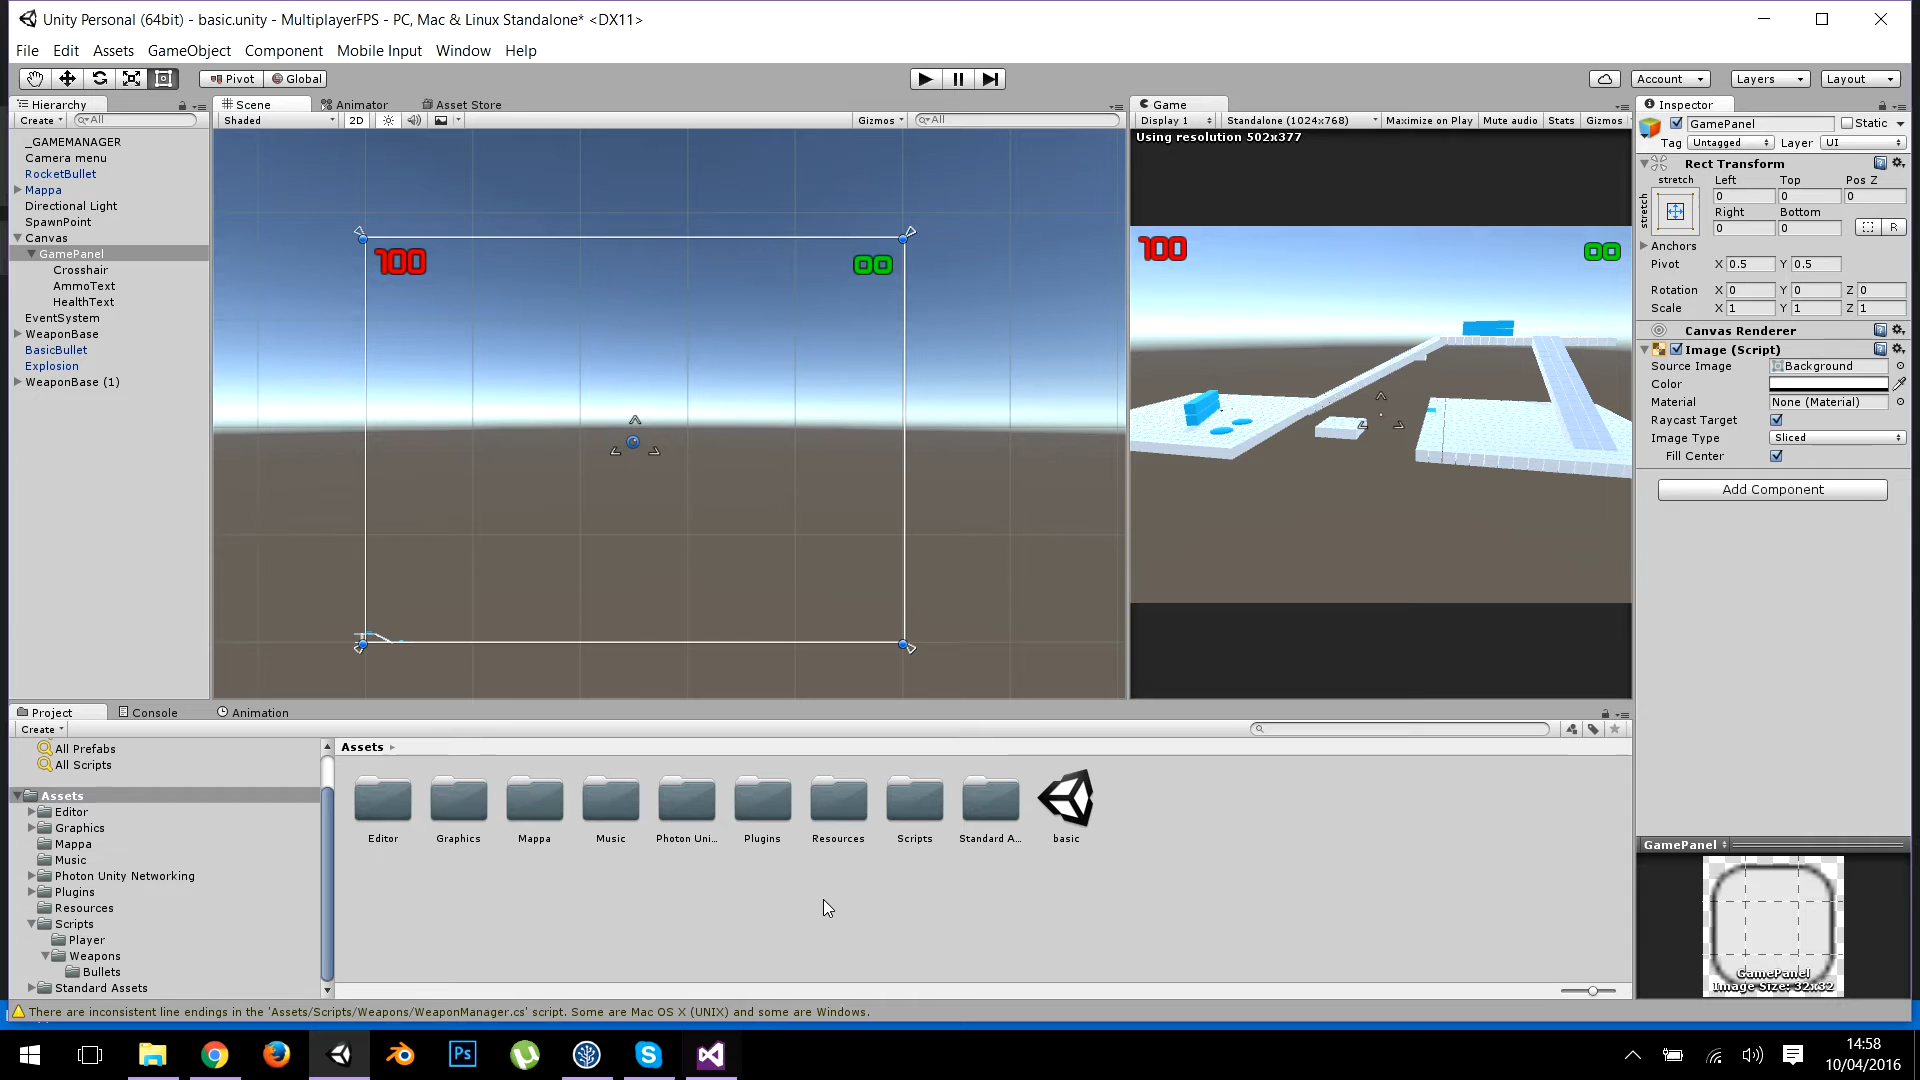 Unity Personal (64bit) - basic.unity - MultiplayerFPS - PC, Mac & Linux Standalone* <DX11>
File Edit Assets GameObject Component Mobile Input Window Help
Pivot Global
Account Layers Layout
Hierarchy
Create All
_GAMEMANAGER
Camera menu
RocketBullet
Mappa
Directional Light
SpawnPoint
Canvas
GamePanel
Crosshair
AmmoText
HealthText
EventSystem
WeaponBase
BasicBullet
Explosion
WeaponBase (1)
Scene Animator Asset Store
Shaded 2D Gizmos All
100 oo
Game
Display 1 Standalone (1024x768) Maximize on Play Mute audio Stats Gizmos
Using resolution 502x377
100 oo
Inspector
GamePanel Static
Tag Untagged Layer UI
Rect Transform
stretch Left Top Pos Z
stretch
0 0 0
Right Bottom
0 0 R
Anchors
Pivot X 0.5 Y 0.5
Rotation X 0 Y 0 Z 0
Scale X 1 Y 1 Z 1
Canvas Renderer
Image (Script)
Source Image Background
Color
Material None (Material)
Raycast Target
Image Type Sliced
Fill Center
Add Component
GamePanel
GamePanel
Image Size: 32x32
Project Console Animation
Create
All Prefabs
All Scripts
Assets
Editor
Graphics
Mappa
Music
Photon Unity Networking
Plugins
Resources
Scripts
Player
Weapons
Bullets
Standard Assets
Assets
Editor Graphics Mappa Music Photon Uni... Plugins Resources Scripts Standard A... basic
There are inconsistent line endings in the 'Assets/Scripts/Weapons/WeaponManager.cs' script. Some are Mac OS X (UNIX) and some are Windows.
Ps
14:58
10/04/2016